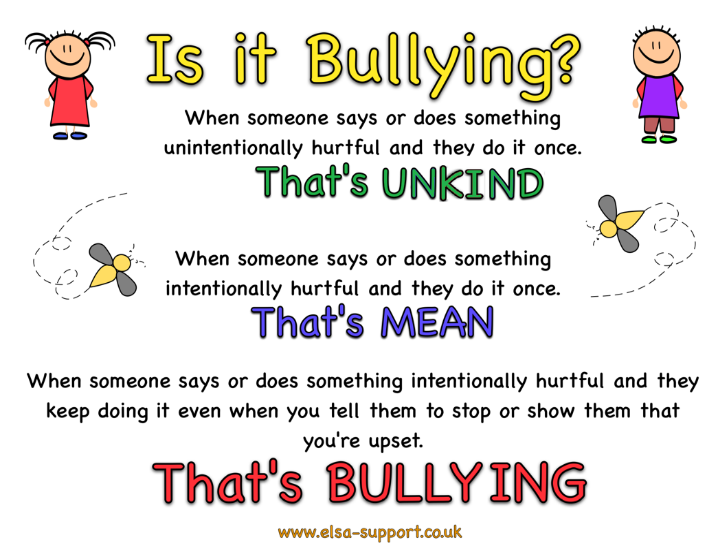 Is it Bullying?
When someone says or does something
unintentionally hurtful and they do it once.
That's UNKIND
When someone says or does something
intentionally hurtful and they do it once.
That's MEAN
When someone says or does something intentionally hurtful and they
keep doing it even when you tell them to stop or show them that
you're upset.
That's BULLYING
www.elsa-support.co.uk